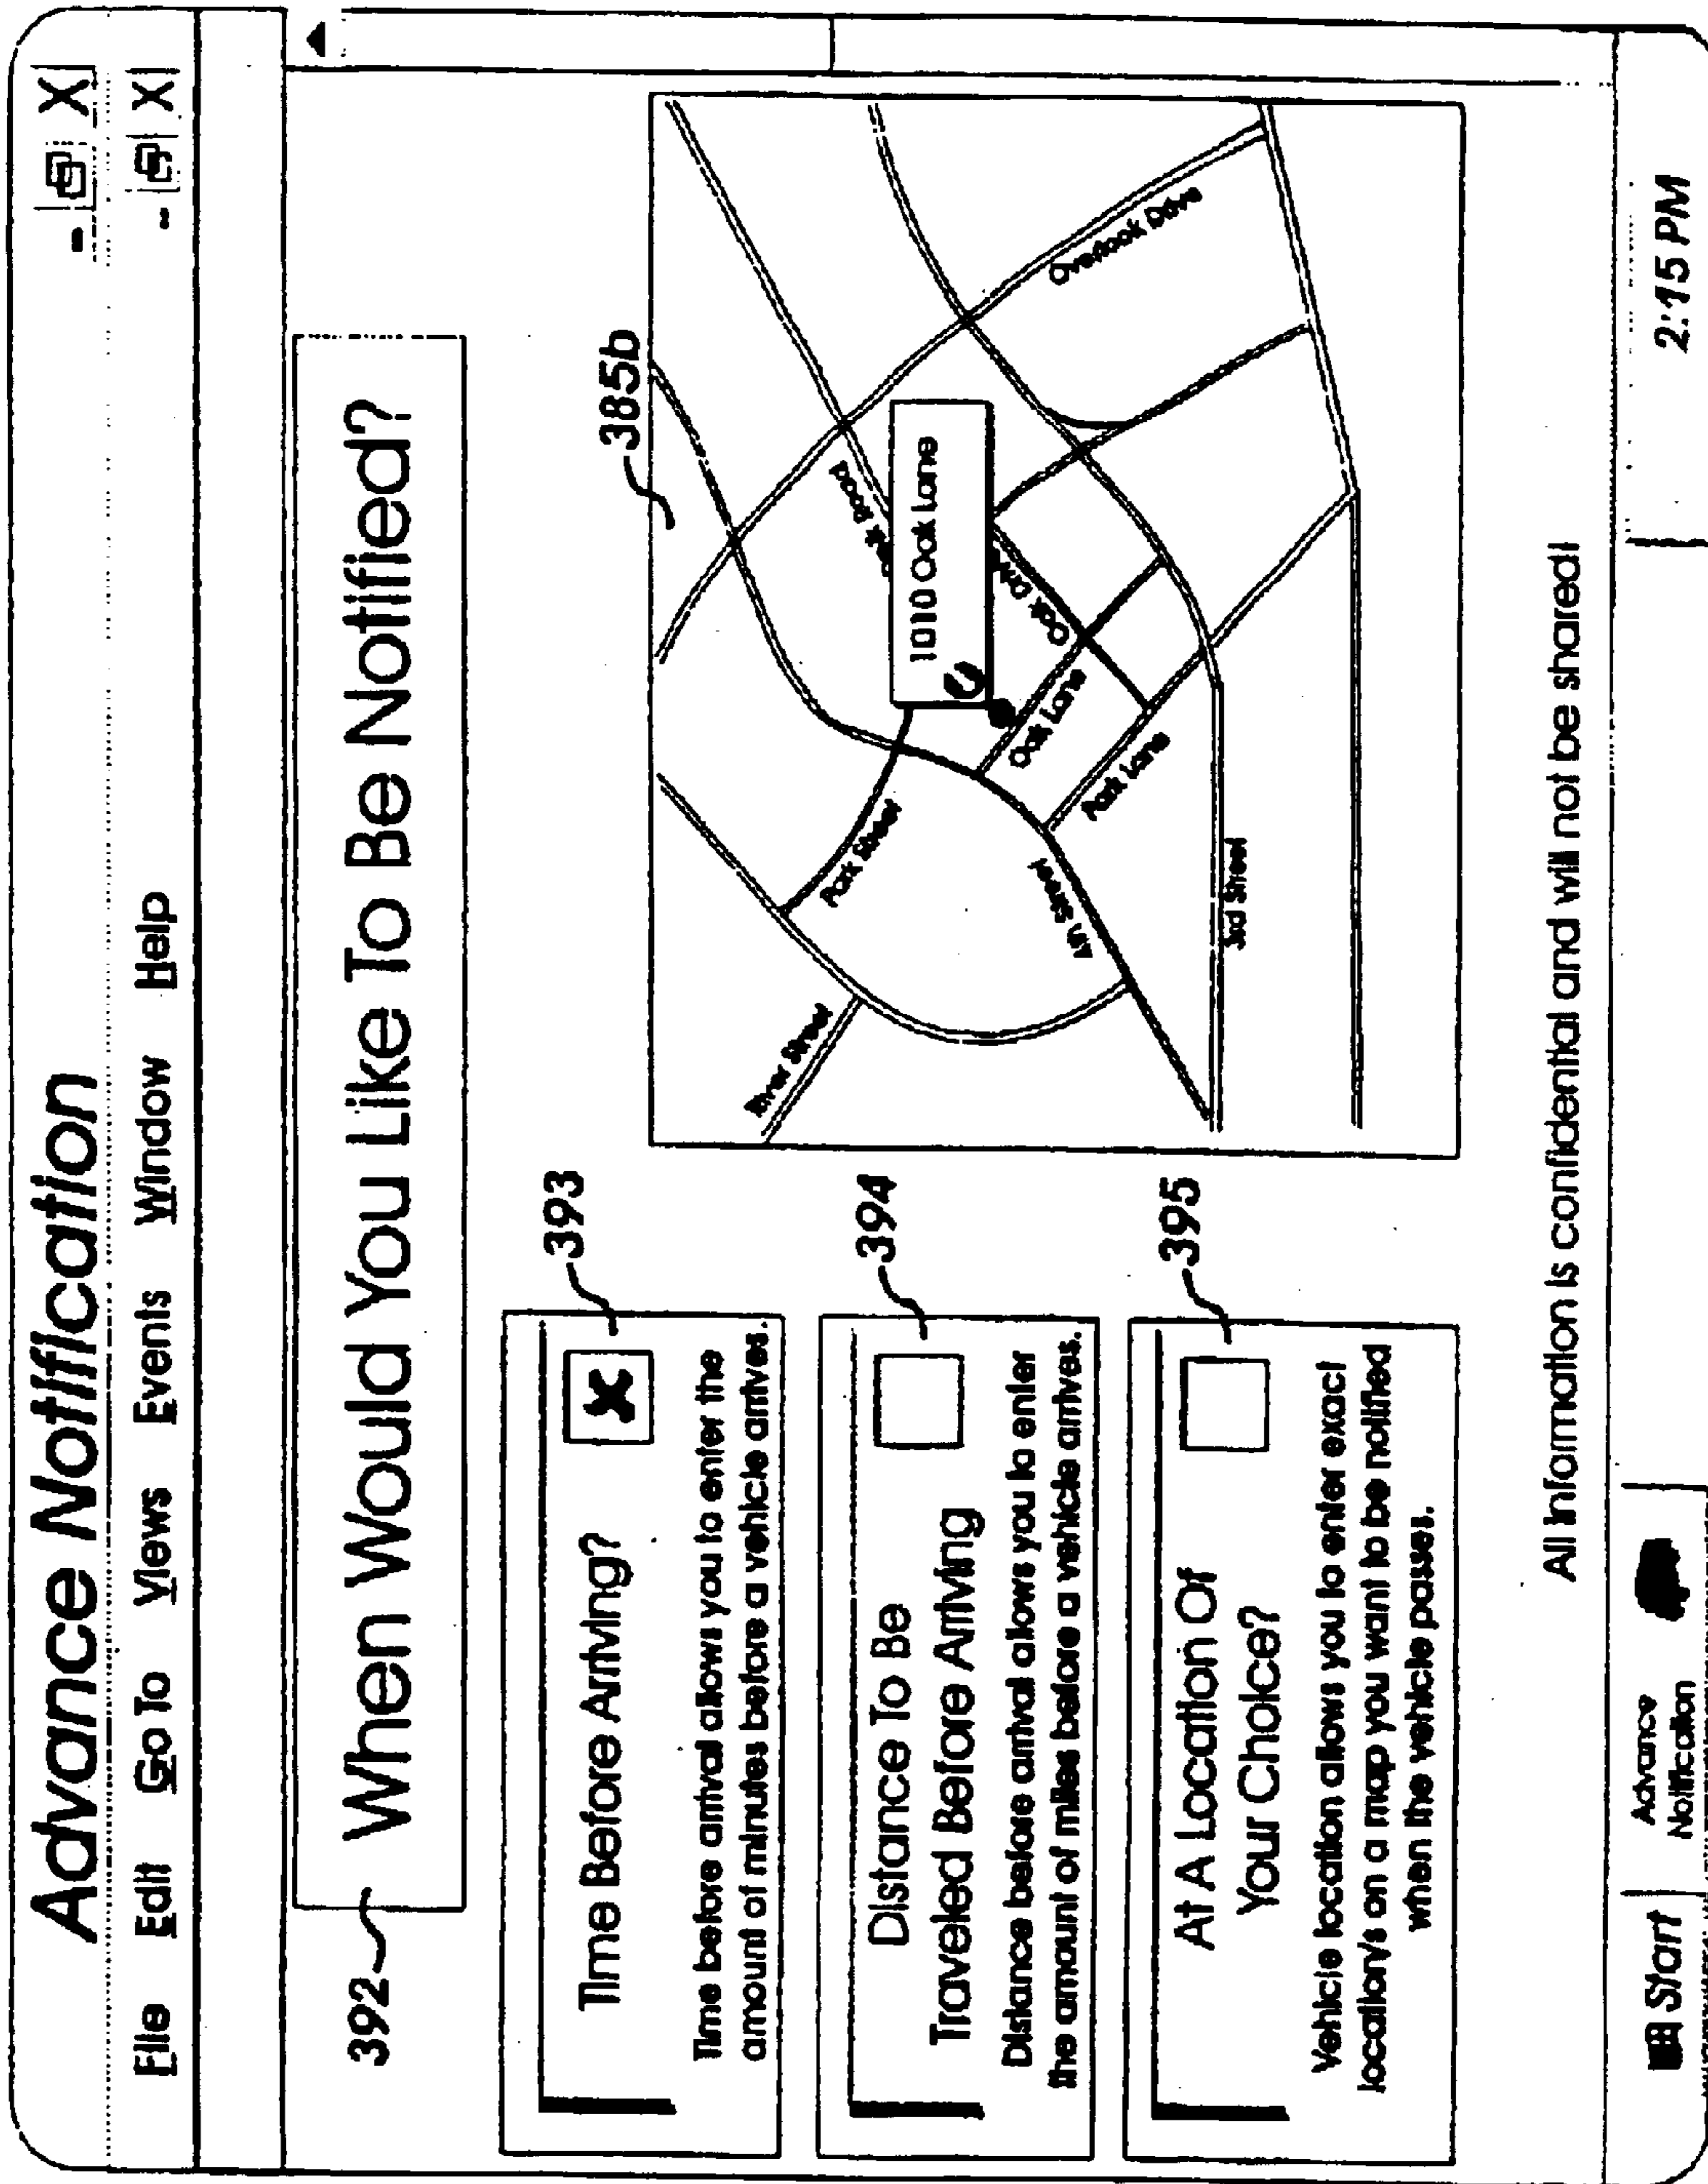 Advance Notification
- X
File Edit Go To Views Events Window Help
- X
392
When Would You Like To Be Notified?
393
Time Before Arriving?
X
Time before arrival allows you to enter the
amount of minutes before a vehicle arrives.
394
Distance To Be
Traveled Before Arriving
Distance before arrival allows you to enter
the amount of miles before a vehicle arrives.
395
At A Location Of
Your Choice?
Vehicle location allows you to enter exact
location/s on a map you want to be notified
when the vehicle passes.
385b
River Street
Park Street
Road
1010 Oak Lane
Oak Drive
Overlook Drive
Oak Lane
Park Lane
Street
3rd Street
All Information is confidential and will not be shared!
Start
Advance
Notification
2:15 PM